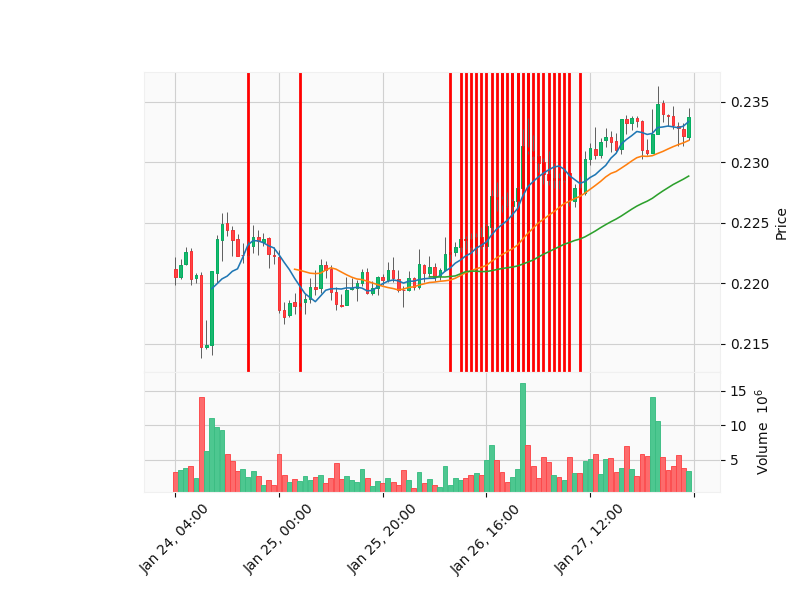 0.235
0.230
0.225
0.220
0.215
Price
15
10
5
Volume 10⁶
Jan 24, 04:00
Jan 25, 00:00
Jan 25, 20:00
Jan 26, 16:00
Jan 27, 12:00